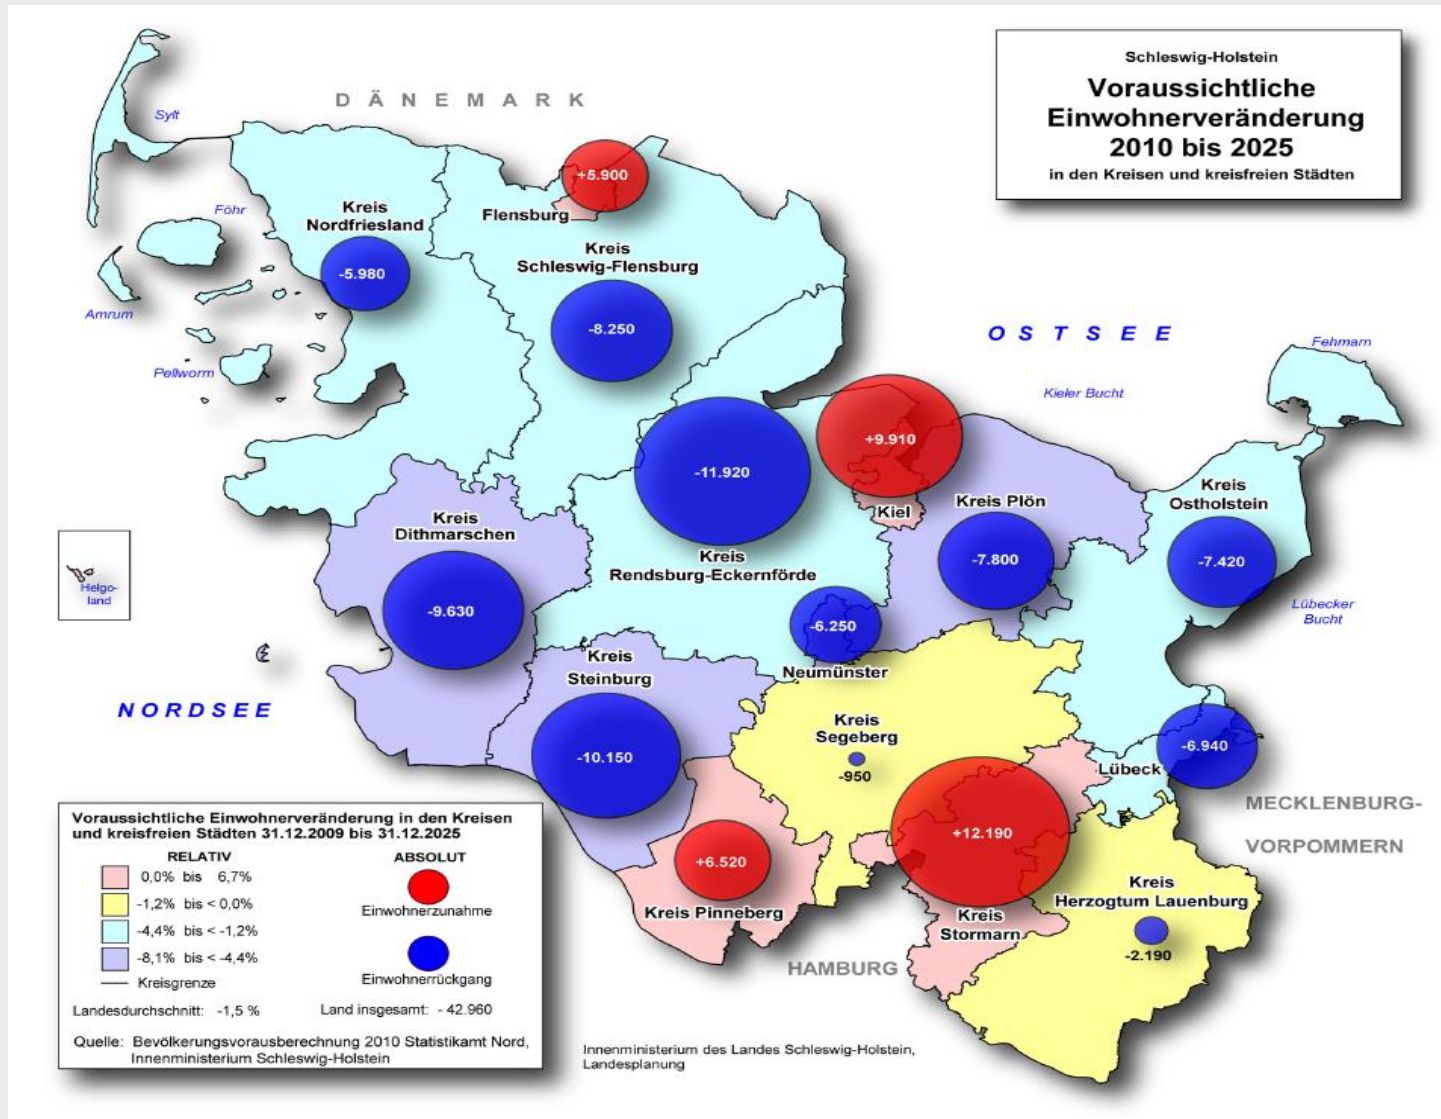 Schleswig-Holstein
Voraussichtliche
Einwohnerveränderung
2010 bis 2025
in den Kreisen und kreisfreien Städten
DÄNEMARK
Sylt
+5.900
Flensburg
Föhr
Kreis
Nordfriesland
-5.980
Kreis
Schleswig-Flensburg
-8.250
Amrum
Pellworm
OSTSEE
Fehmarn
Kieler Bucht
+9.910
Kiel
-11.920
Kreis
Rendsburg-Eckernförde
Kreis Plön
-7.800
Kreis
Ostholstein
-7.420
Kreis
Dithmarschen
-9.630
Helgo-
land
Lübecker
Bucht
-6.250
Neumünster
NORDSEE
Kreis
Steinburg
-10.150
Kreis
Segeberg
-950
-6.940
Lübeck
MECKLENBURG-
VORPOMMERN
+12.190
Kreis
Stormarn
+6.520
Kreis Pinneberg
Kreis
Herzogtum Lauenburg
-2.190
HAMBURG
Voraussichtliche Einwohnerveränderung in den Kreisen
und kreisfreien Städten 31.12.2009 bis 31.12.2025
RELATIV
0,0% bis 6,7%
-1,2% bis < 0,0%
-4,4% bis < -1,2%
-8,1% bis < -4,4%
Kreisgrenze
ABSOLUT
Einwohnerzunahme
Einwohnerrückgang
Landesdurchschnitt: -1,5 %
Land insgesamt: - 42.960
Quelle: Bevölkerungsvorausberechnung 2010 Statistikamt Nord,
Innenministerium Schleswig-Holstein
Innenministerium des Landes Schleswig-Holstein,
Landesplanung